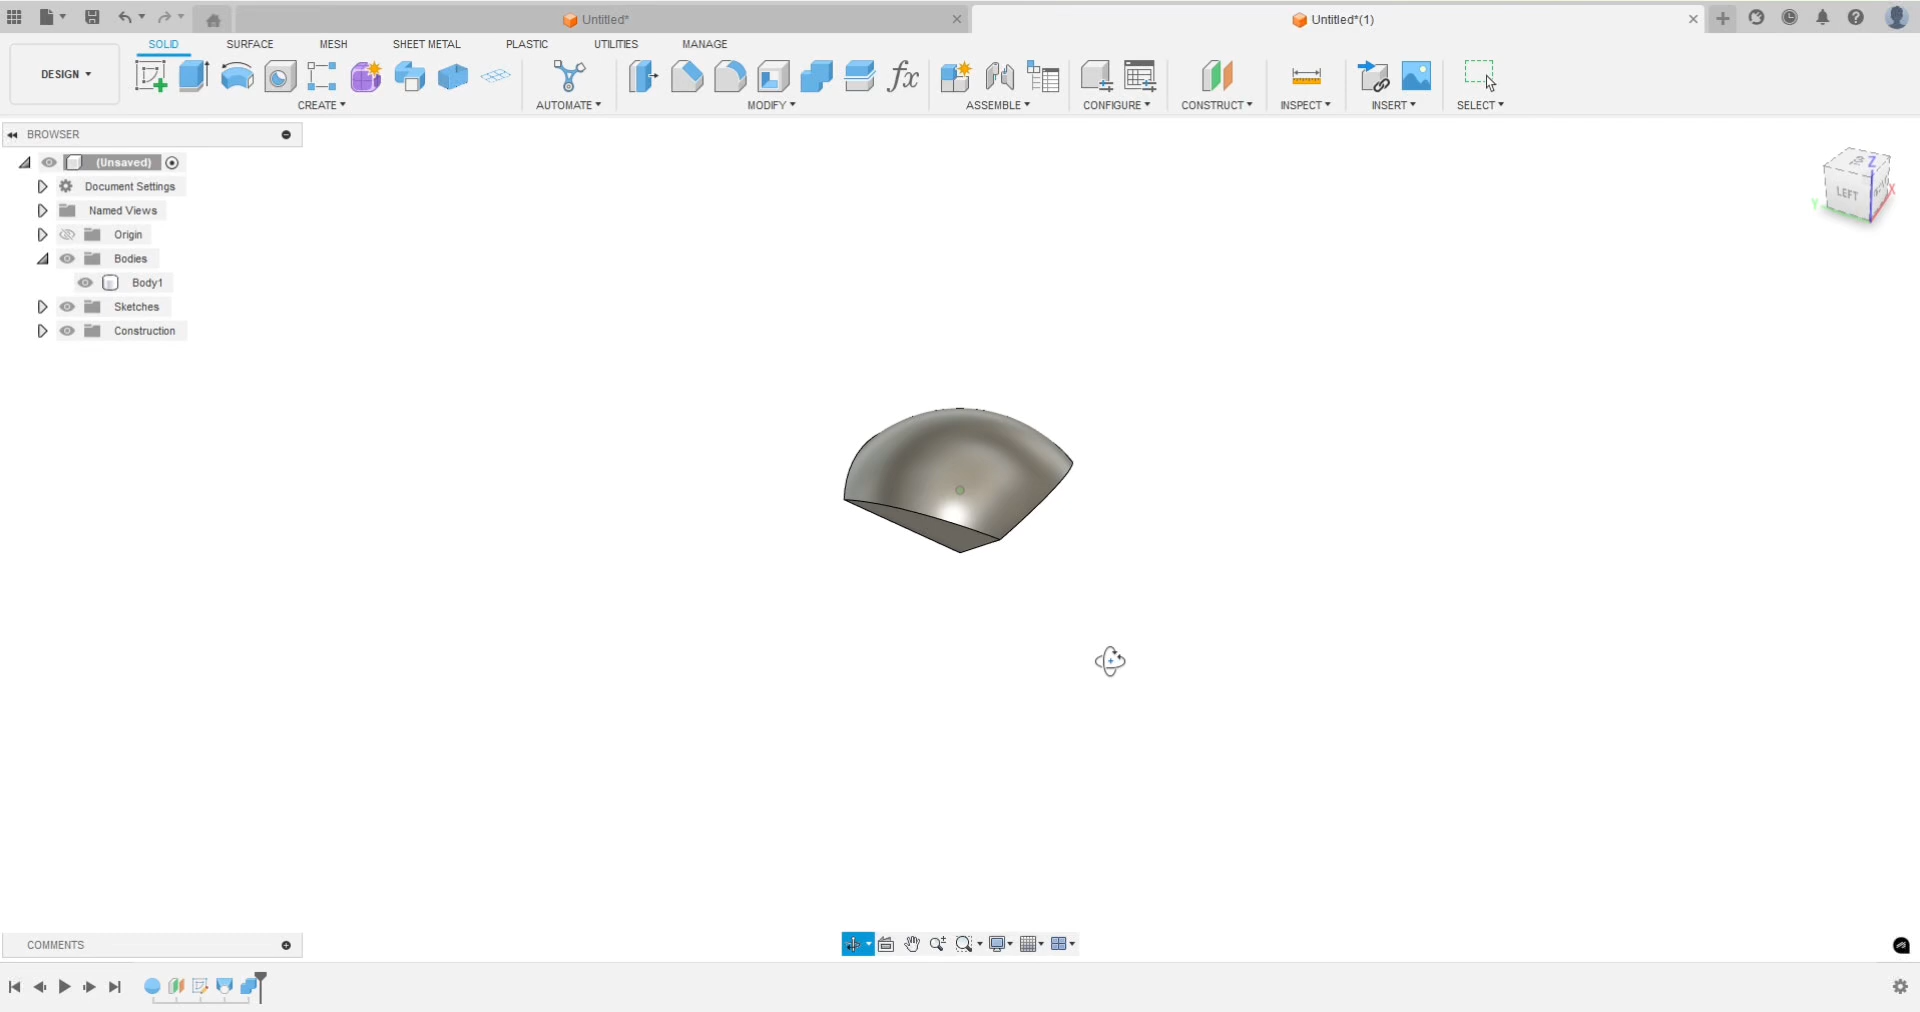 Untitled*
Untitled*(1)
SOLID
SURFACE
MESH
SHEET METAL
PLASTIC
UTILITIES
MANAGE
DESIGN
fx
CREATE
AUTOMATE
MODIFY
ASSEMBLE
CONFIGURE
CONSTRUCT
INSPECT
INSERT
SELECT
BROWSER
(Unsaved)
Document Settings
Named Views
Origin
Bodies
Body1
Sketches
Construction
Z
X
LEFT
Y
COMMENTS